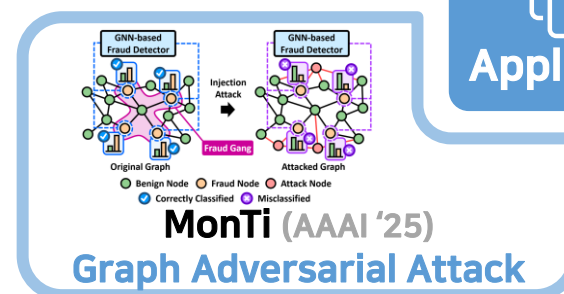 GNN-based
Fraud Detector
GNN-based
Fraud Detector
Appl
Injection
Attack
Fraud Gang
Original Graph
Attacked Graph
Benign Node Fraud Node Attack Node
Correctly Classified Misclassified
MonTi (AAAI ‘25)
Graph Adversarial Attack